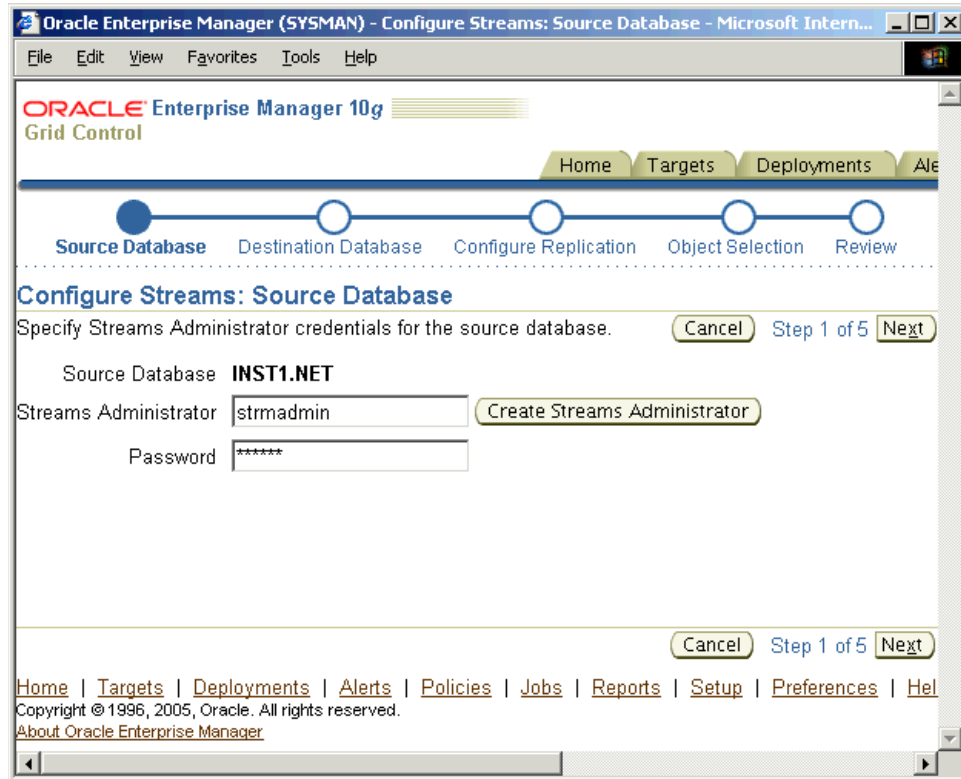 Oracle Enterprise Manager (SYSMAN) - Configure Streams: Source Database - Microsoft Intern...
File Edit View Favorites Tools Help
ORACLE Enterprise Manager 10g
Grid Control
Home Targets Deployments Ale
Source Database Destination Database Configure Replication Object Selection Review
Configure Streams: Source Database
Specify Streams Administrator credentials for the source database. Cancel Step 1 of 5 Next
Source Database INST1.NET
Streams Administrator strmadmin Create Streams Administrator
Password ******
Cancel Step 1 of 5 Next
Home | Targets | Deployments | Alerts | Policies | Jobs | Reports | Setup | Preferences | Hel
Copyright © 1996, 2005, Oracle. All rights reserved.
About Oracle Enterprise Manager